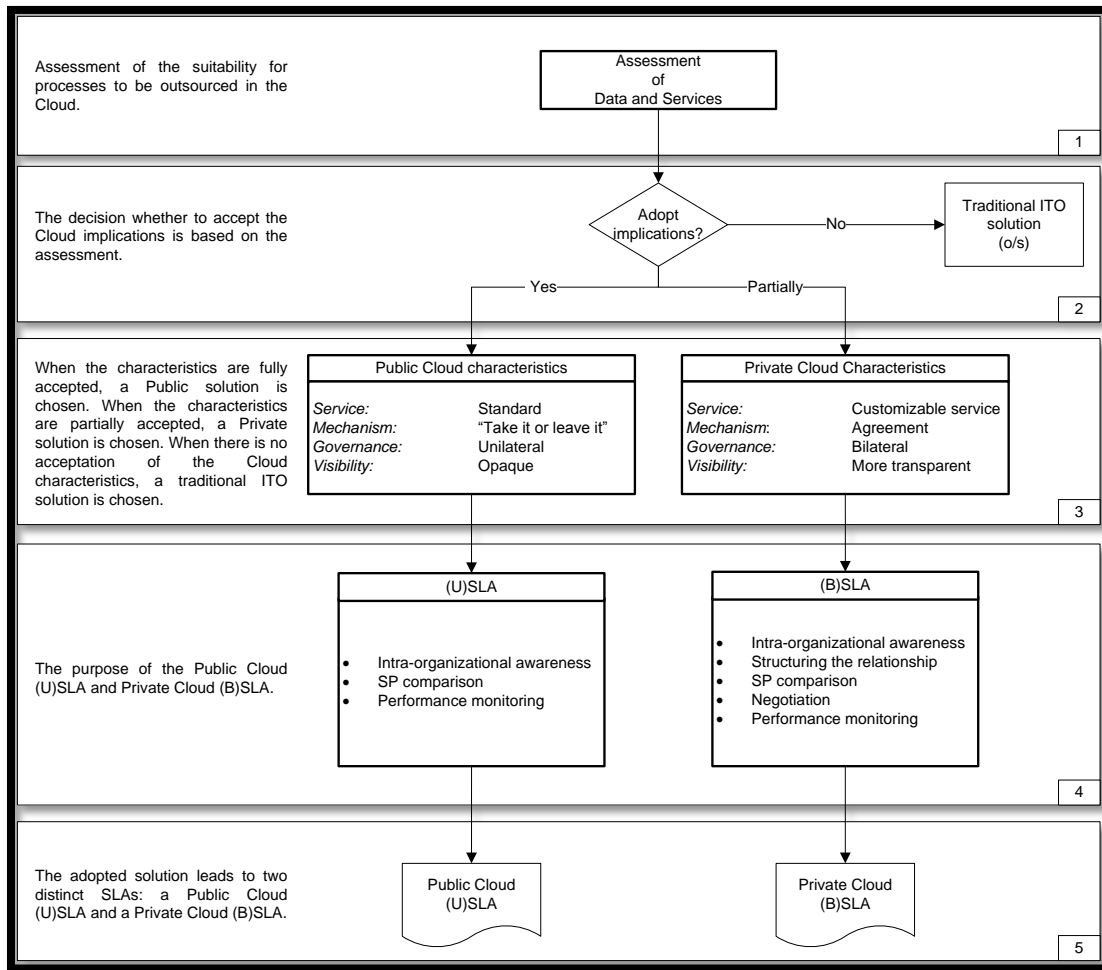 Assessment of the suitability for
processes to be outsourced in the
Cloud.
Assessment
of
Data and Services
1
The decision whether to accept the
Cloud implications is based on the
assessment.
Adopt
implications?
No
Traditional ITO
solution
(o/s)
Yes
Partially
2
When the characteristics are fully
accepted, a Public solution is
chosen. When the characteristics
are partially accepted, a Private
solution is chosen. When there is no
acceptation of the Cloud
characteristics, a traditional ITO
solution is chosen.
Public Cloud characteristics
Service: Standard
Mechanism: “Take it or leave it”
Governance: Unilateral
Visibility: Opaque
Private Cloud Characteristics
Service: Customizable service
Mechanism: Agreement
Governance: Bilateral
Visibility: More transparent
3
The purpose of the Public Cloud
(U)SLA and Private Cloud (B)SLA.
(U)SLA
• Intra-organizational awareness
• SP comparison
• Performance monitoring
(B)SLA
• Intra-organizational awareness
• Structuring the relationship
• SP comparison
• Negotiation
• Performance monitoring
4
The adopted solution leads to two
distinct SLAs: a Public Cloud
(U)SLA and a Private Cloud (B)SLA.
Public Cloud
(U)SLA
Private Cloud
(B)SLA
5